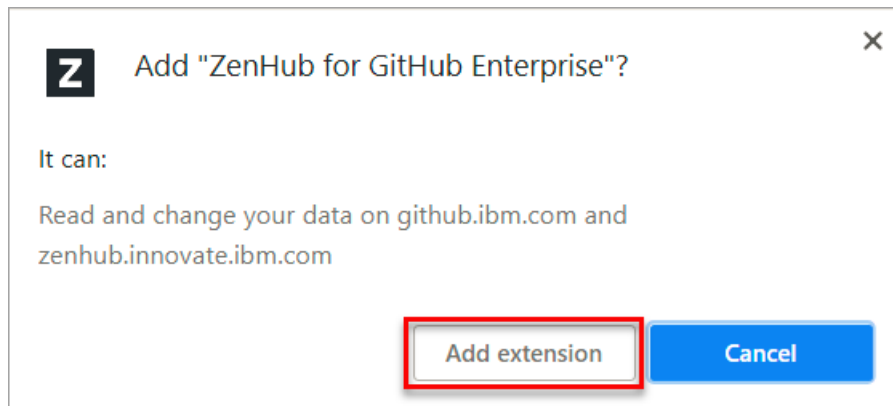 Z
Add "ZenHub for GitHub Enterprise"?
It can:
Read and change your data on github.ibm.com and
zenhub.innovate.ibm.com
Add extension
Cancel